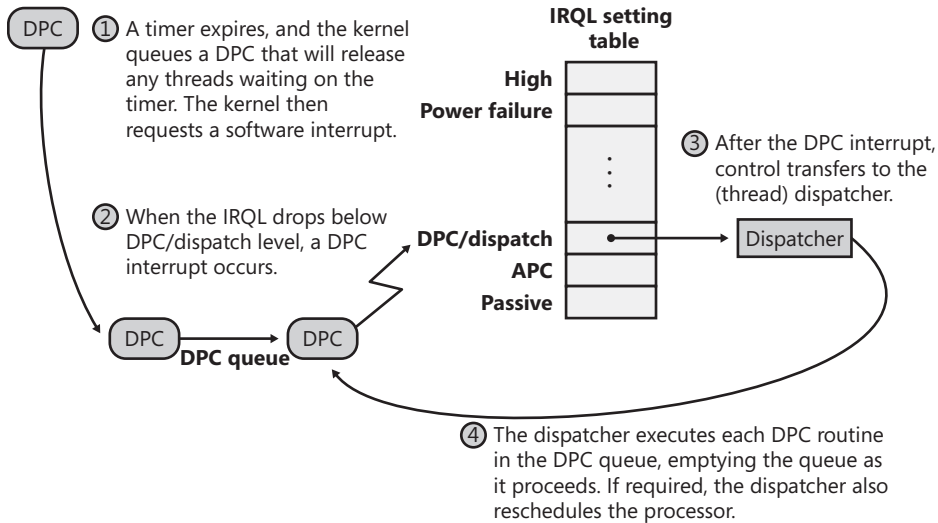 DPC
1 A timer expires, and the kernel
queues a DPC that will release
any threads waiting on the
timer. The kernel then
requests a software interrupt.
IRQL setting
table
High
Power failure
3 After the DPC interrupt,
control transfers to the
(thread) dispatcher.
2 When the IRQL drops below
DPC/dispatch level, a DPC
interrupt occurs.
DPC/dispatch
Dispatcher
APC
Passive
DPC
DPC queue
DPC
4 The dispatcher executes each DPC routine
in the DPC queue, emptying the queue as
it proceeds. If required, the dispatcher also
reschedules the processor.